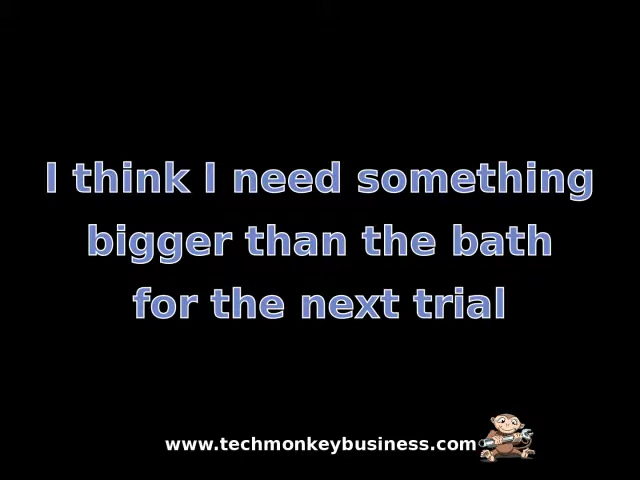 I think I need something
bigger than the bath
for the next trial
www.techmonkeybusiness.com